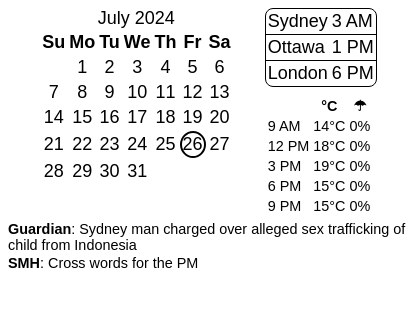 July 2024
Su Mo Tu We Th Fr Sa
1 2 3 4 5 6
7 8 9 10 11 12 13
14 15 16 17 18 19 20
21 22 23 24 25 26 27
28 29 30 31
Sydney 3 AM
Ottawa 1 PM
London 6 PM
°C ☂
9 AM 14°C 0%
12 PM 18°C 0%
3 PM 19°C 0%
6 PM 15°C 0%
9 PM 15°C 0%
Guardian: Sydney man charged over alleged sex trafficking of
child from Indonesia
SMH: Cross words for the PM